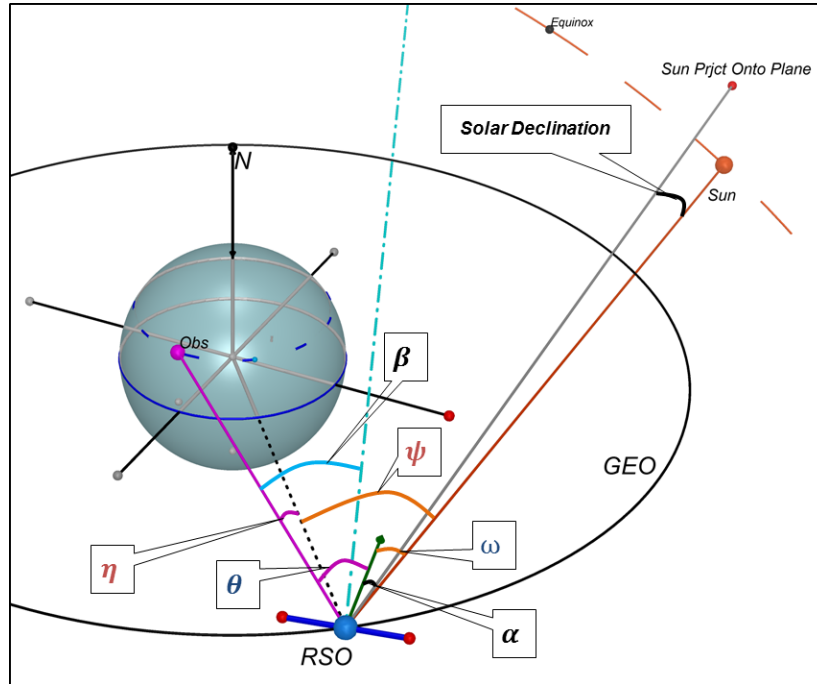 Equinox
Sun Prjct Onto Plane
Solar Declination
N
Sun
Obs
β
ψ
GEO
η
θ
ω
α
RSO